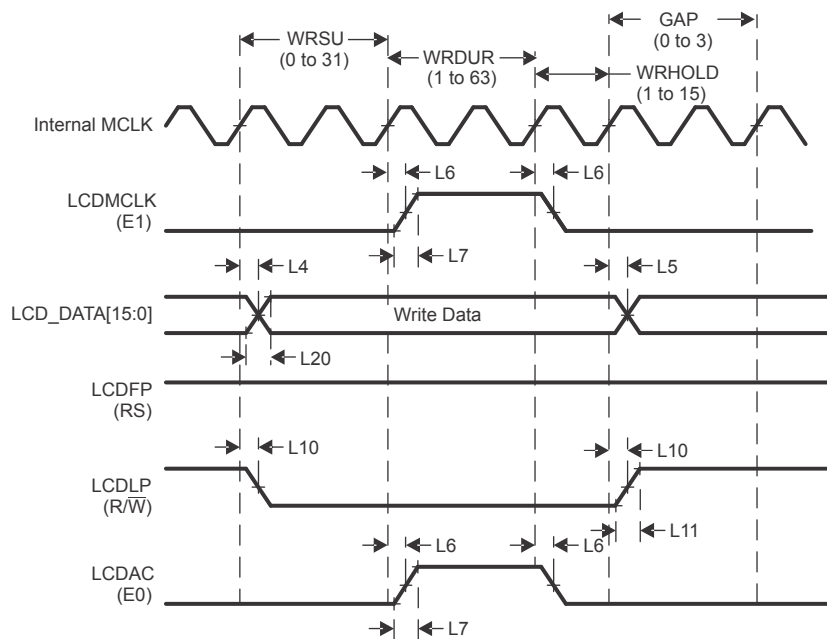 GAP
(0 to 3)
WRSU
(0 to 31)
WRDUR
(1 to 63)
WRHOLD
(1 to 15)
Internal MCLK
L6
L6
LCDMCLK
(E1)
L7
L4
L5
LCD_DATA[15:0]
Write Data
L20
LCDFP
(RS)
L10
L10
LCDLP
(R/W̅)
L11
L6
L6
LCDAC
(E0)
L7